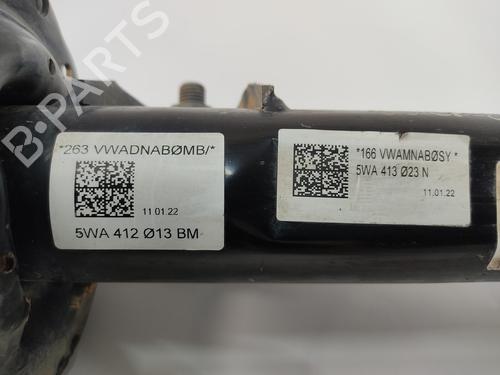 B-PARTS
*263 VWADNABØMB/*
11.01.22
5WA 412 Ø13 BM
*166 VWAMNABØSY *
5WA 413 Ø23 N
11.01.22